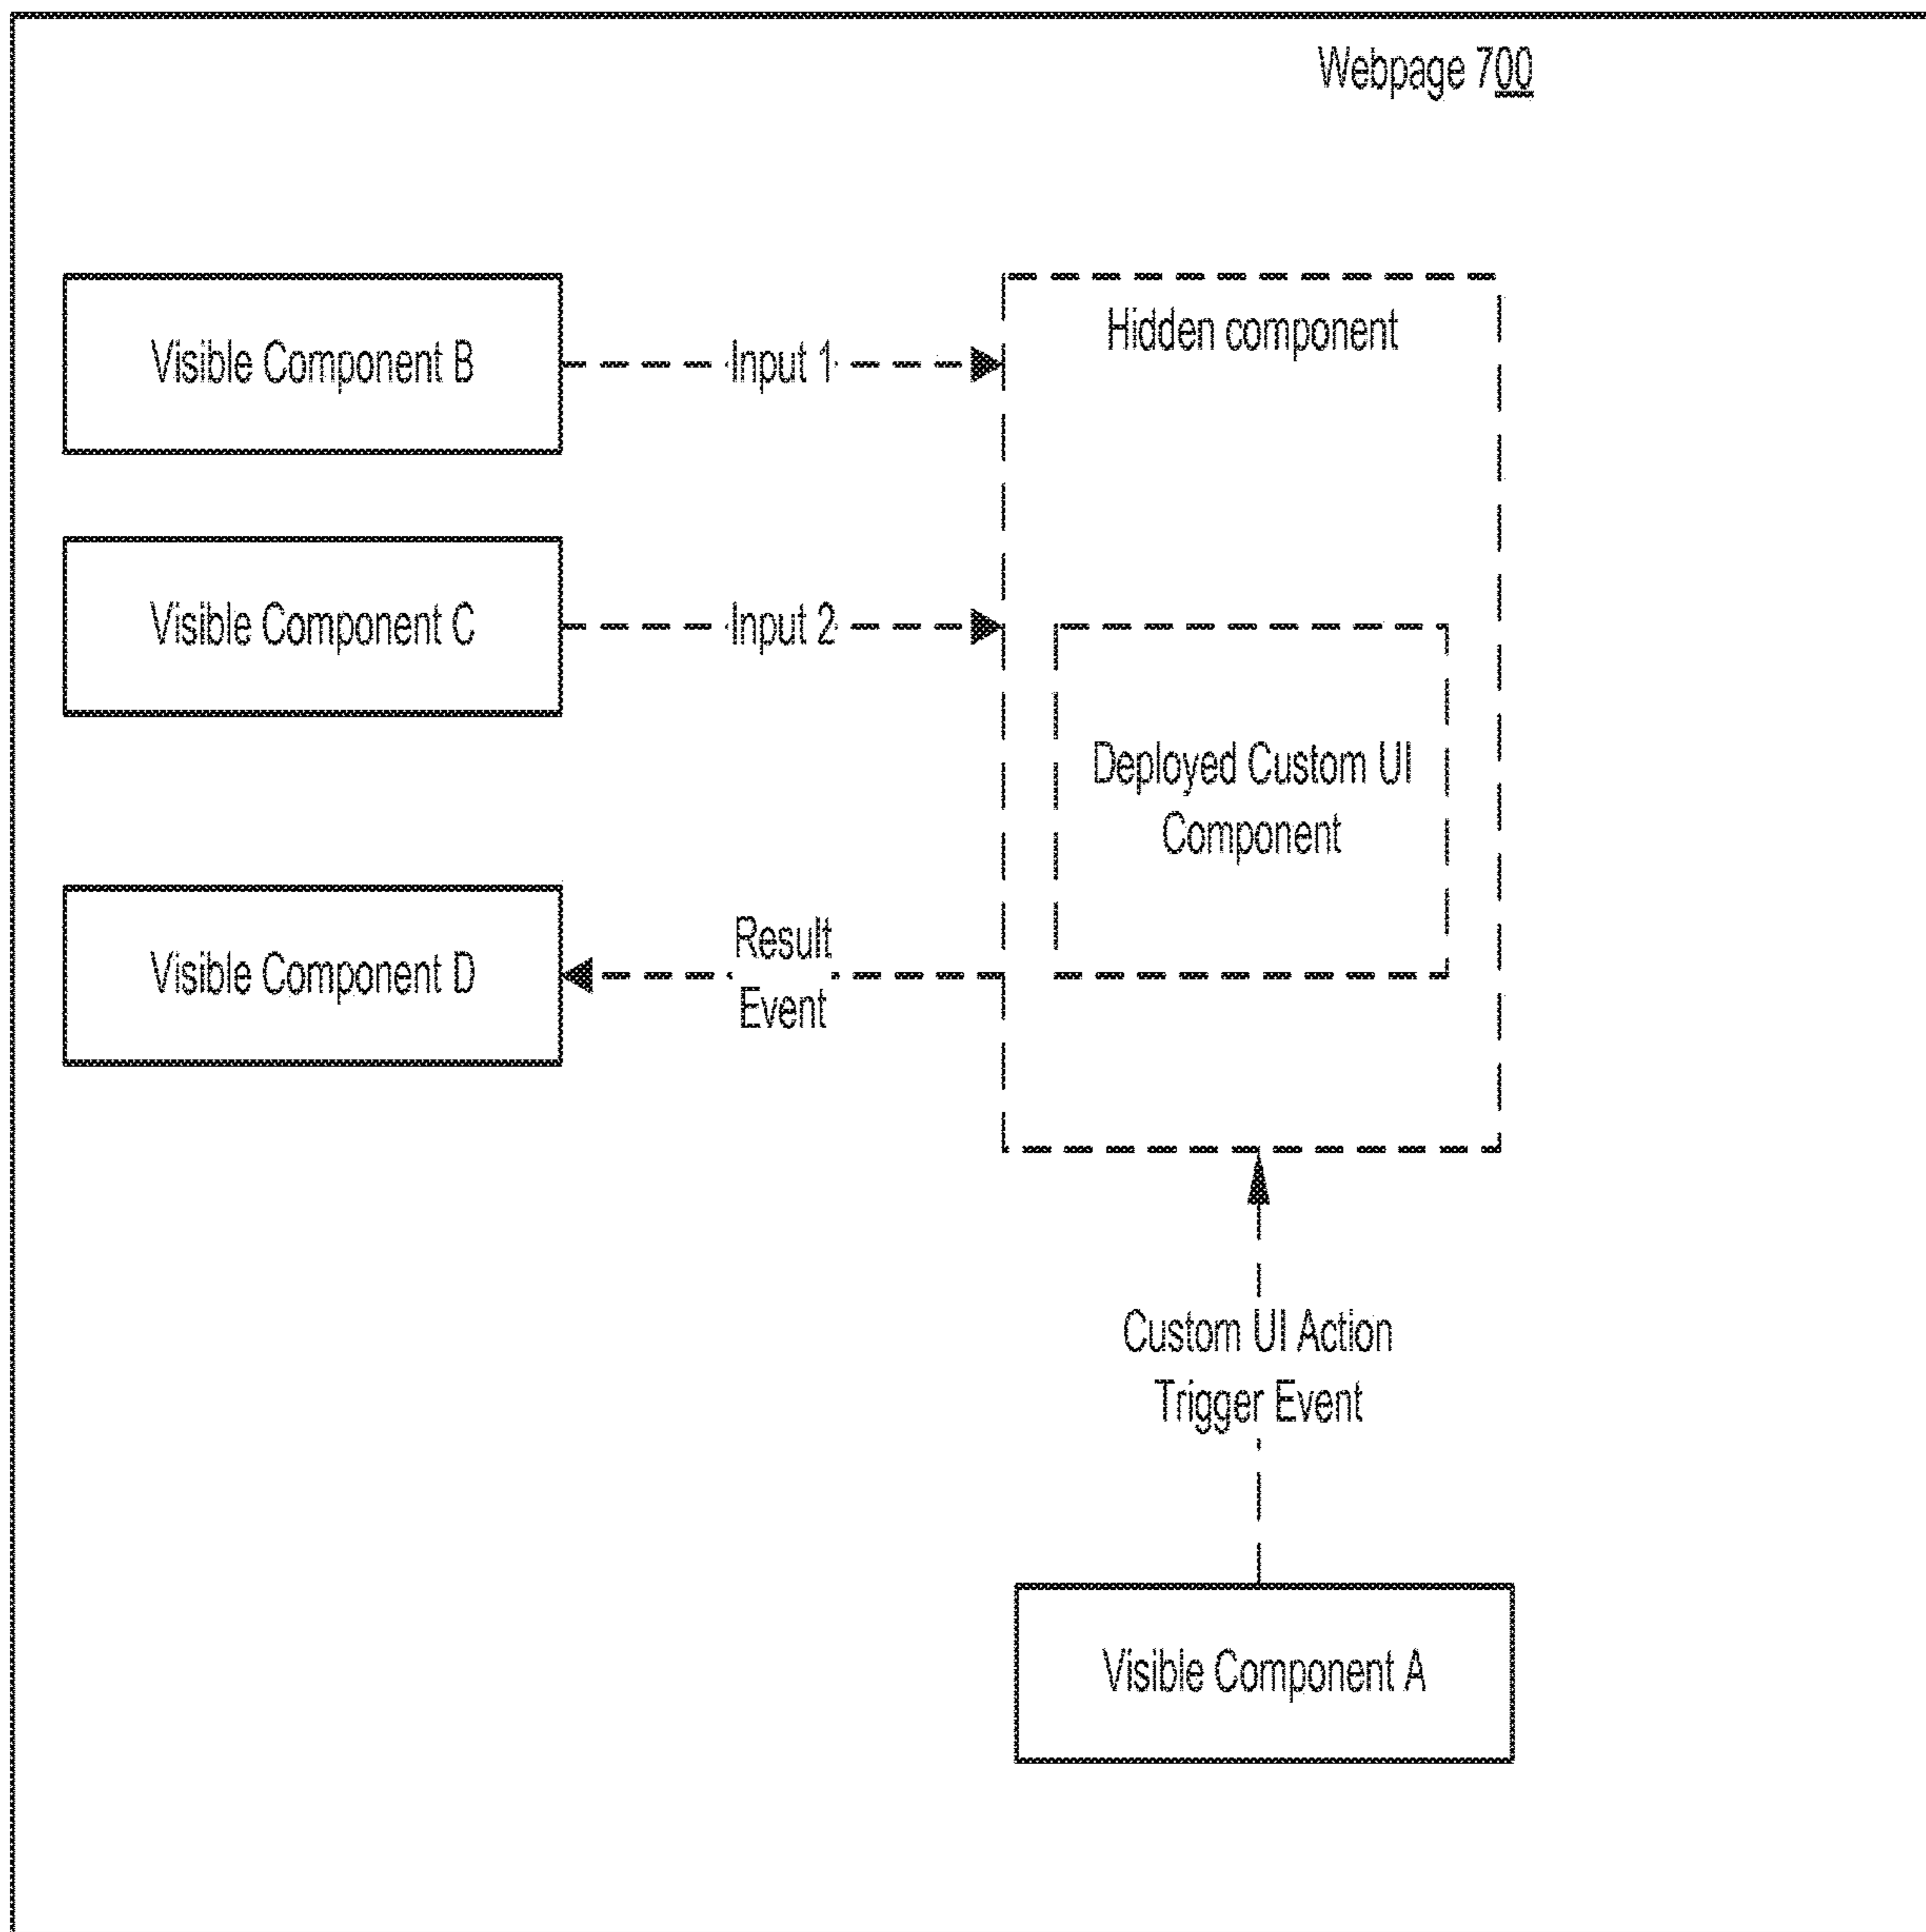 Webpage 700
Visible Component B
Input 1
Hidden component
Visible Component C
Input 2
Deployed Custom UI
Component
Visible Component D
Result
Event
Custom UI Action
Trigger Event
Visible Component A